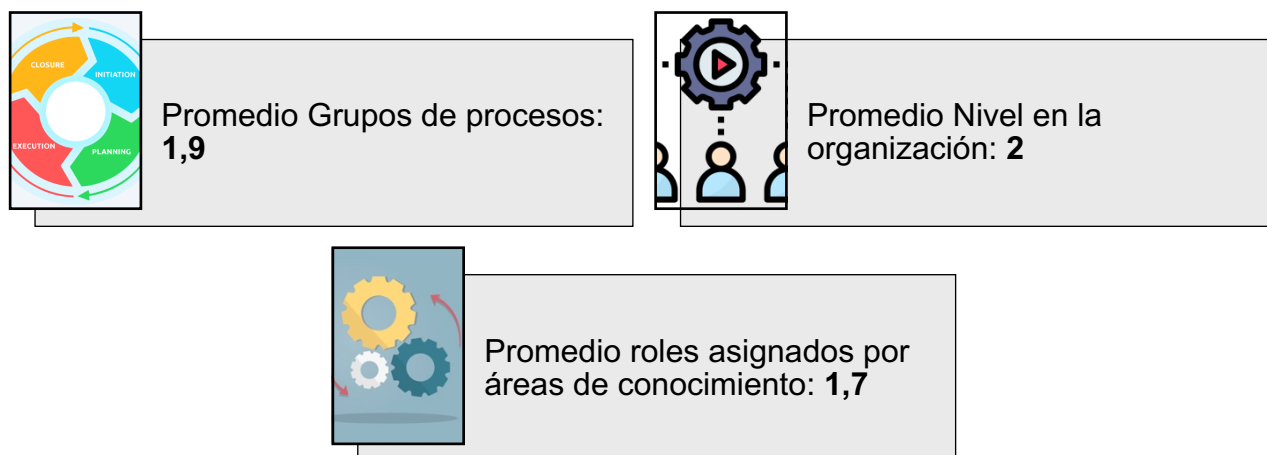 CLOSURE
INITIATION
EXECUTION
PLANNING
Promedio Grupos de procesos:
1,9
Promedio Nivel en la
organización: 2
Promedio roles asignados por
áreas de conocimiento: 1,7